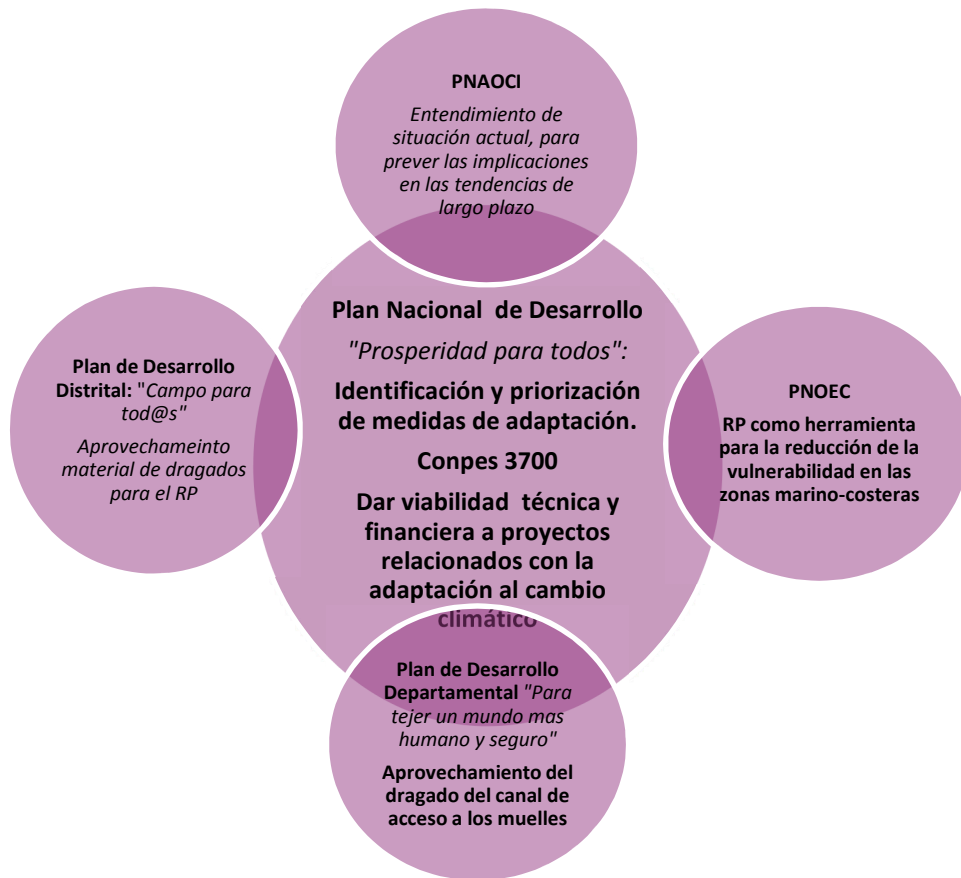 PNAOCI
Entendimiento de
situación actual, para
prever las implicaciones
en las tendencias de
largo plazo
Plan Nacional de Desarrollo
"Prosperidad para todos":
Identificación y priorización
de medidas de adaptación.
Conpes 3700
Dar viabilidad técnica y
financiera a proyectos
relacionados con la
adaptación al cambio
climático
Plan de Desarrollo
Distrital: "Campo para
tod@s"
Aprovechameinto
material de dragados
para el RP
PNOEC
RP como herramienta
para la reducción de la
vulnerabilidad en las
zonas marino-costeras
Plan de Desarrollo
Departamental "Para
tejer un mundo mas
humano y seguro"
Aprovechamiento del
dragado del canal de
acceso a los muelles